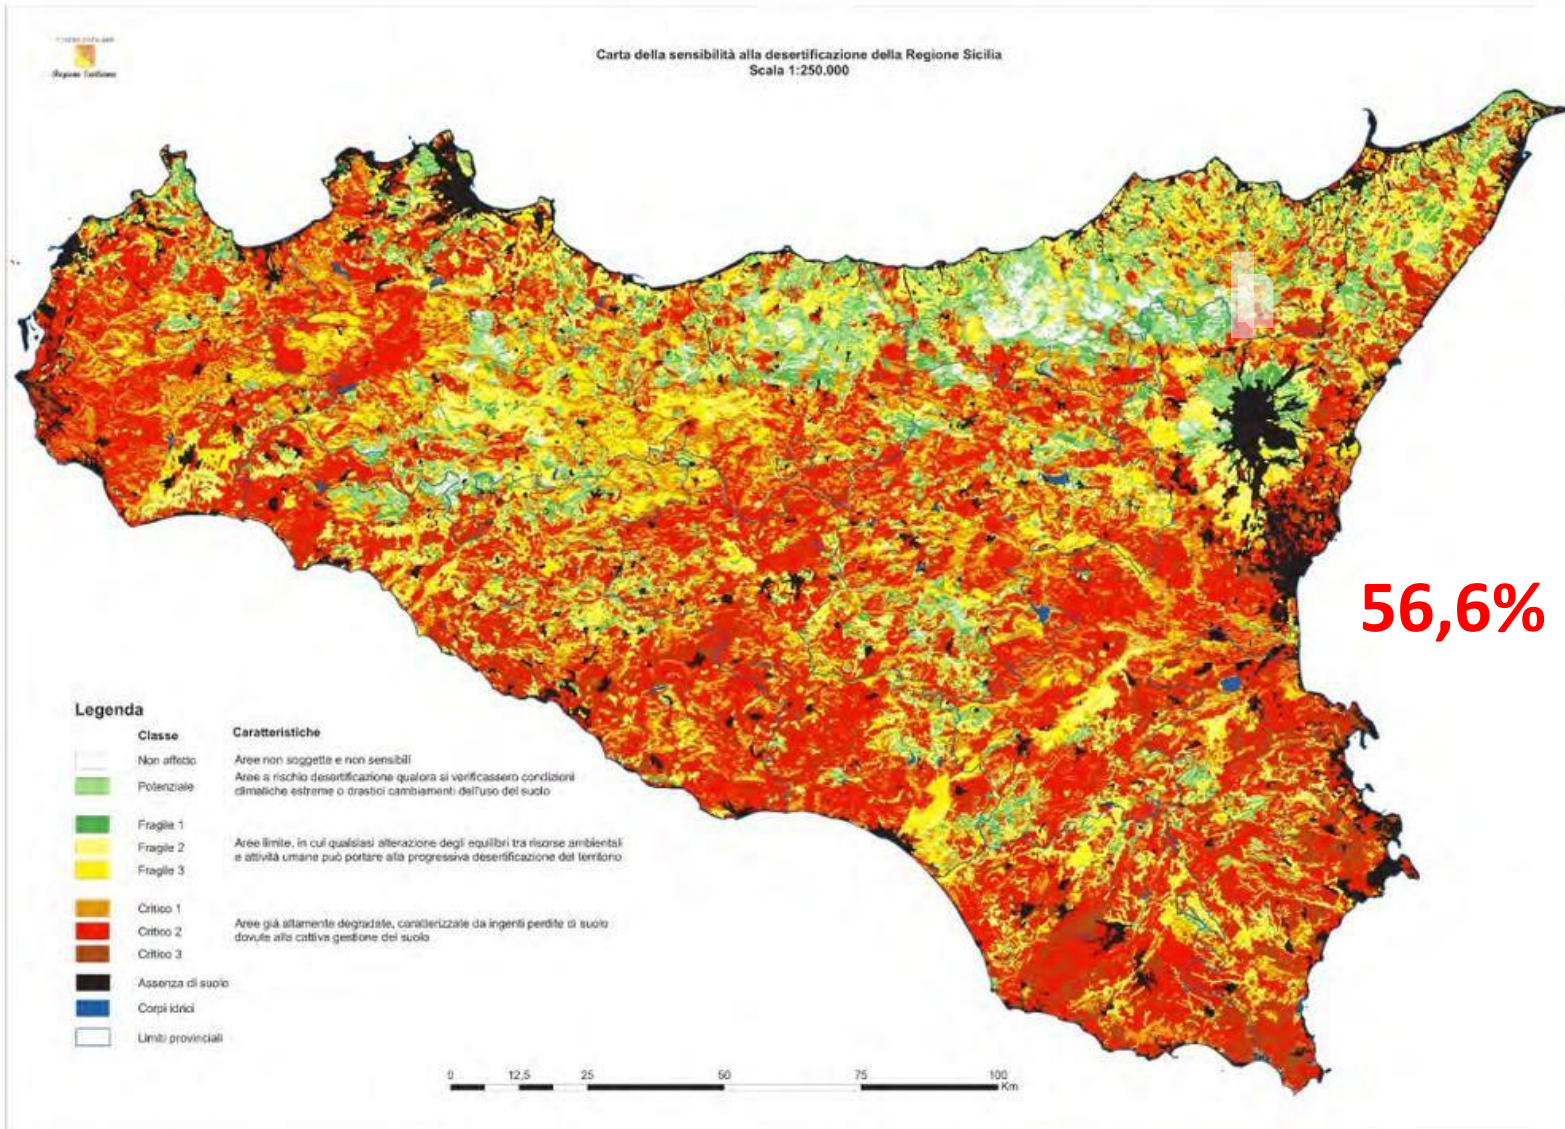 Regione Siciliana
Carta della sensibilità alla desertificazione della Regione Sicilia
Scala 1:250.000
56,6%
Legenda
Classe Caratteristiche
Non affetto Aree non soggette e non sensibili
Potenziale Aree a rischio desertificazione qualora si verificassero condizioni
climatiche estreme o drastici cambiamenti dell'uso del suolo
Fragile 1
Fragile 2 Aree limite, in cui qualsiasi alterazione degli equilibri tra risorse ambientali
e attività umane può portare alla progressiva desertificazione del territorio
Fragile 3
Critico 1
Critico 2 Aree già altamente degradate, caratterizzate da ingenti perdite di suolo
dovute alla cattiva gestione del suolo
Critico 3
Assenza di suolo
Corpi idrici
Limiti provinciali
0 12,5 25 50 75 100
Km